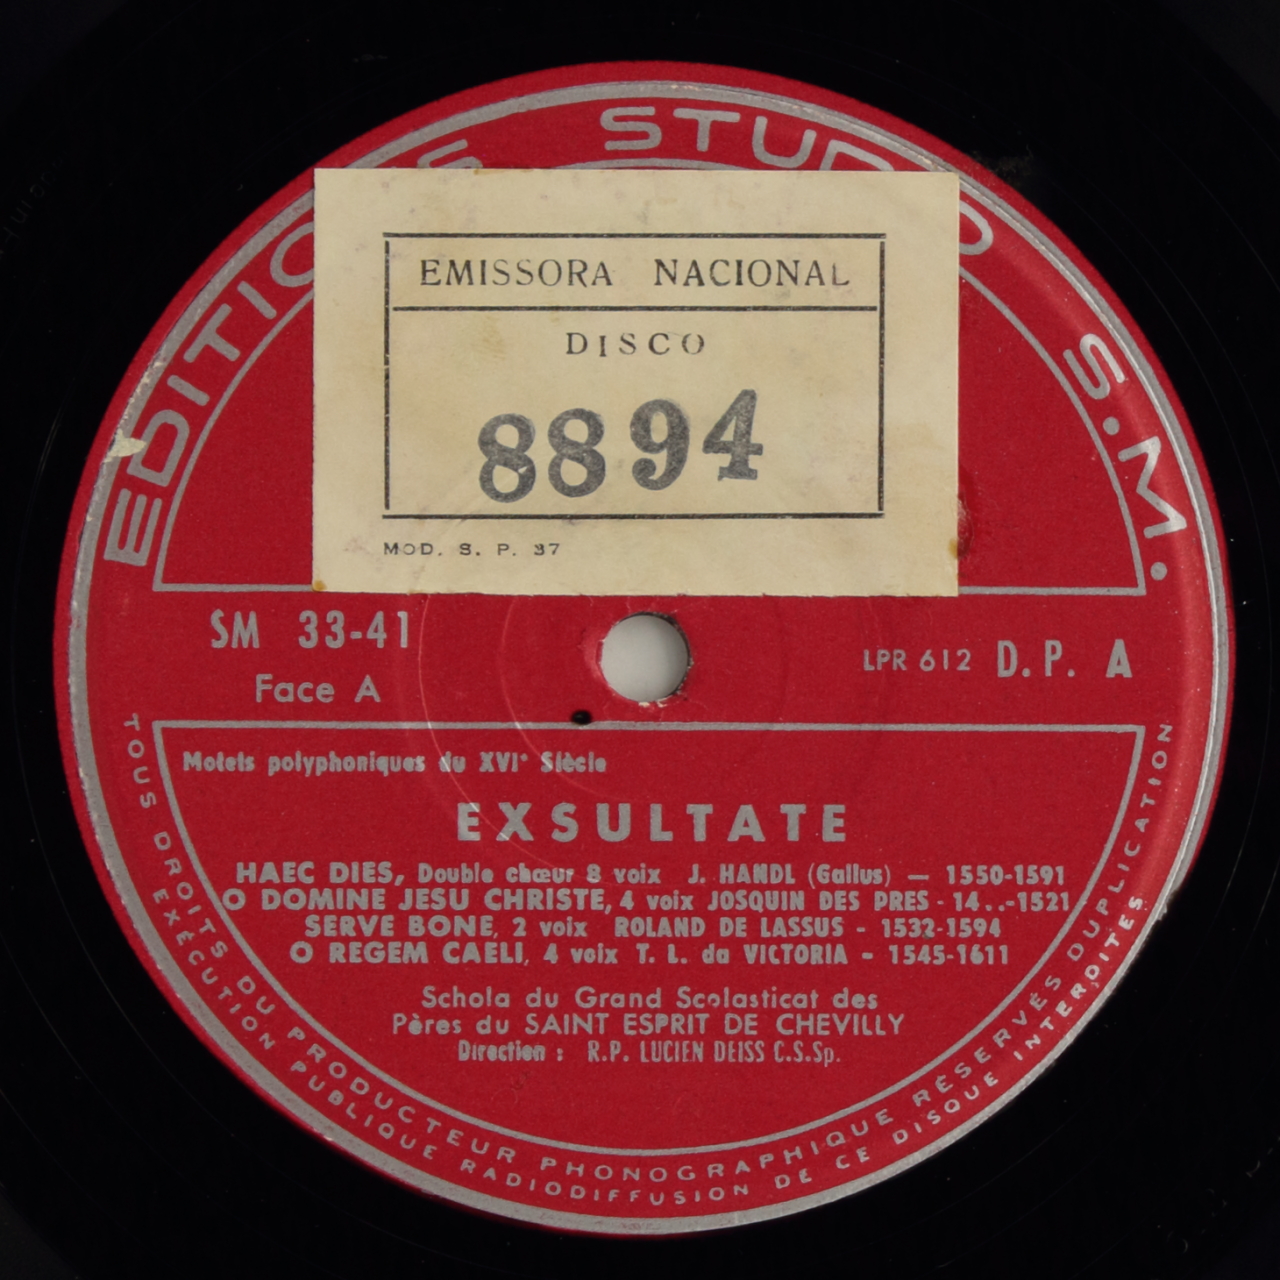 EDITIONS STUDIO S.M.
EMISSORA NACIONAL
DISCO
8894
MOD. S. P. 37
SM 33-41
Face A
LPR 612 D. P. A
Motets polyphoniques du XVIe Siècle
EXSULTATE
HAEC DIES, Double chœur 8 voix J. HANDL (Gallus) — 1550-1591
O DOMINE JESU CHRISTE, 4 voix JOSQUIN DES PRES - 14..-1521
SERVE BONE, 2 voix ROLAND DE LASSUS - 1532-1594
O REGEM CAELI, 4 voix T. L. da VICTORIA - 1545-1611
Schola du Grand Scolasticat des
Pères du SAINT ESPRIT DE CHEVILLY
Direction : R.P. LUCIEN DEISS C.S.Sp.
TOUS DROITS DU PRODUCTEUR PHONOGRAPHIQUE RÉSERVÉS DUPLICATION
EXÉCUTION PUBLIQUE RADIODIFFUSION DE CE DISQUE INTERDITES